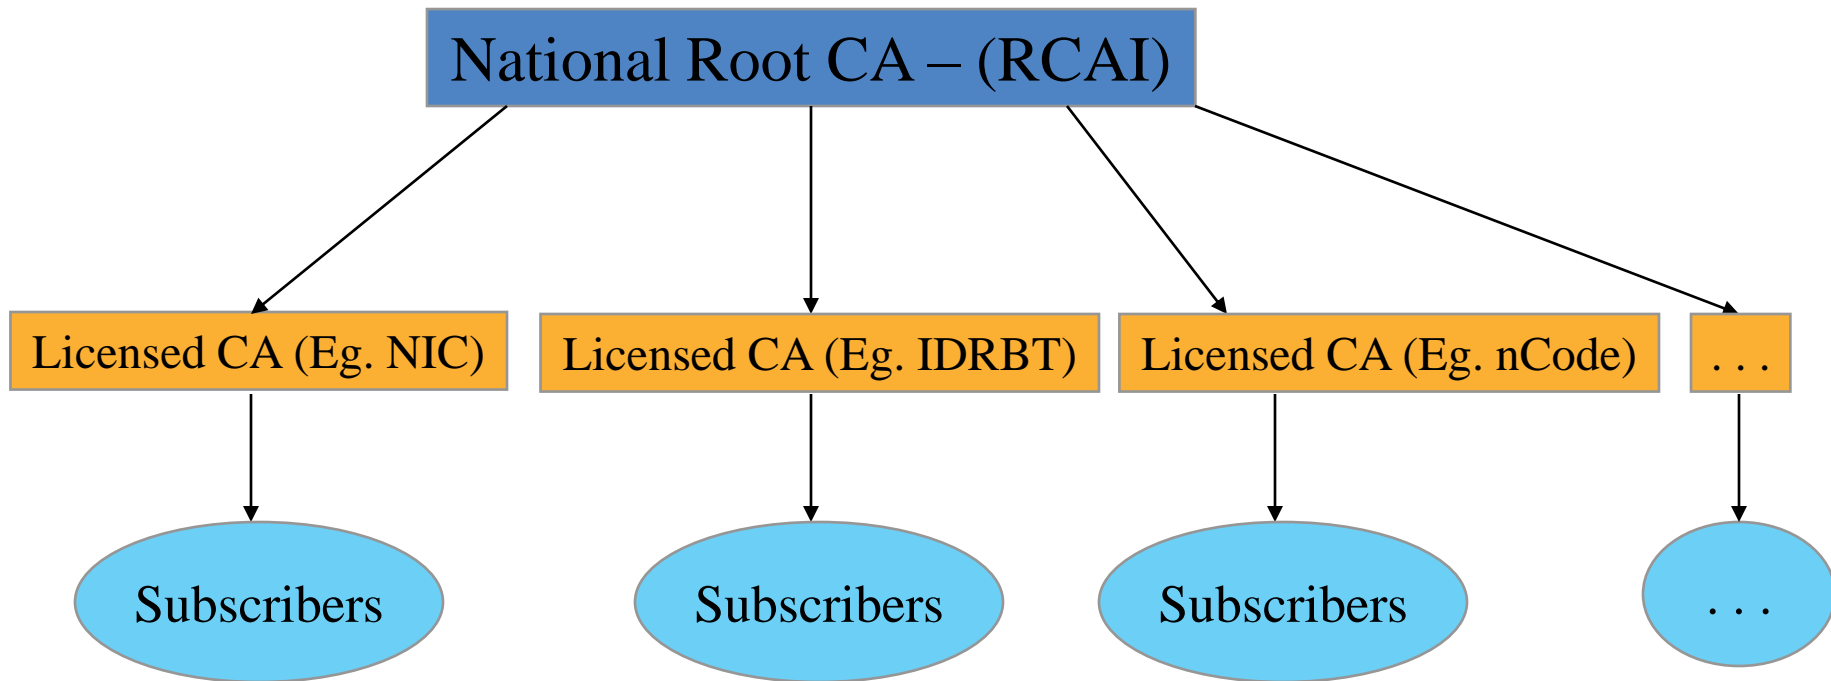 National Root CA – (RCAI)
Licensed CA (Eg. NIC)
Licensed CA (Eg. IDRBT)
Licensed CA (Eg. nCode)
. . .
Subscribers
Subscribers
Subscribers
. . .